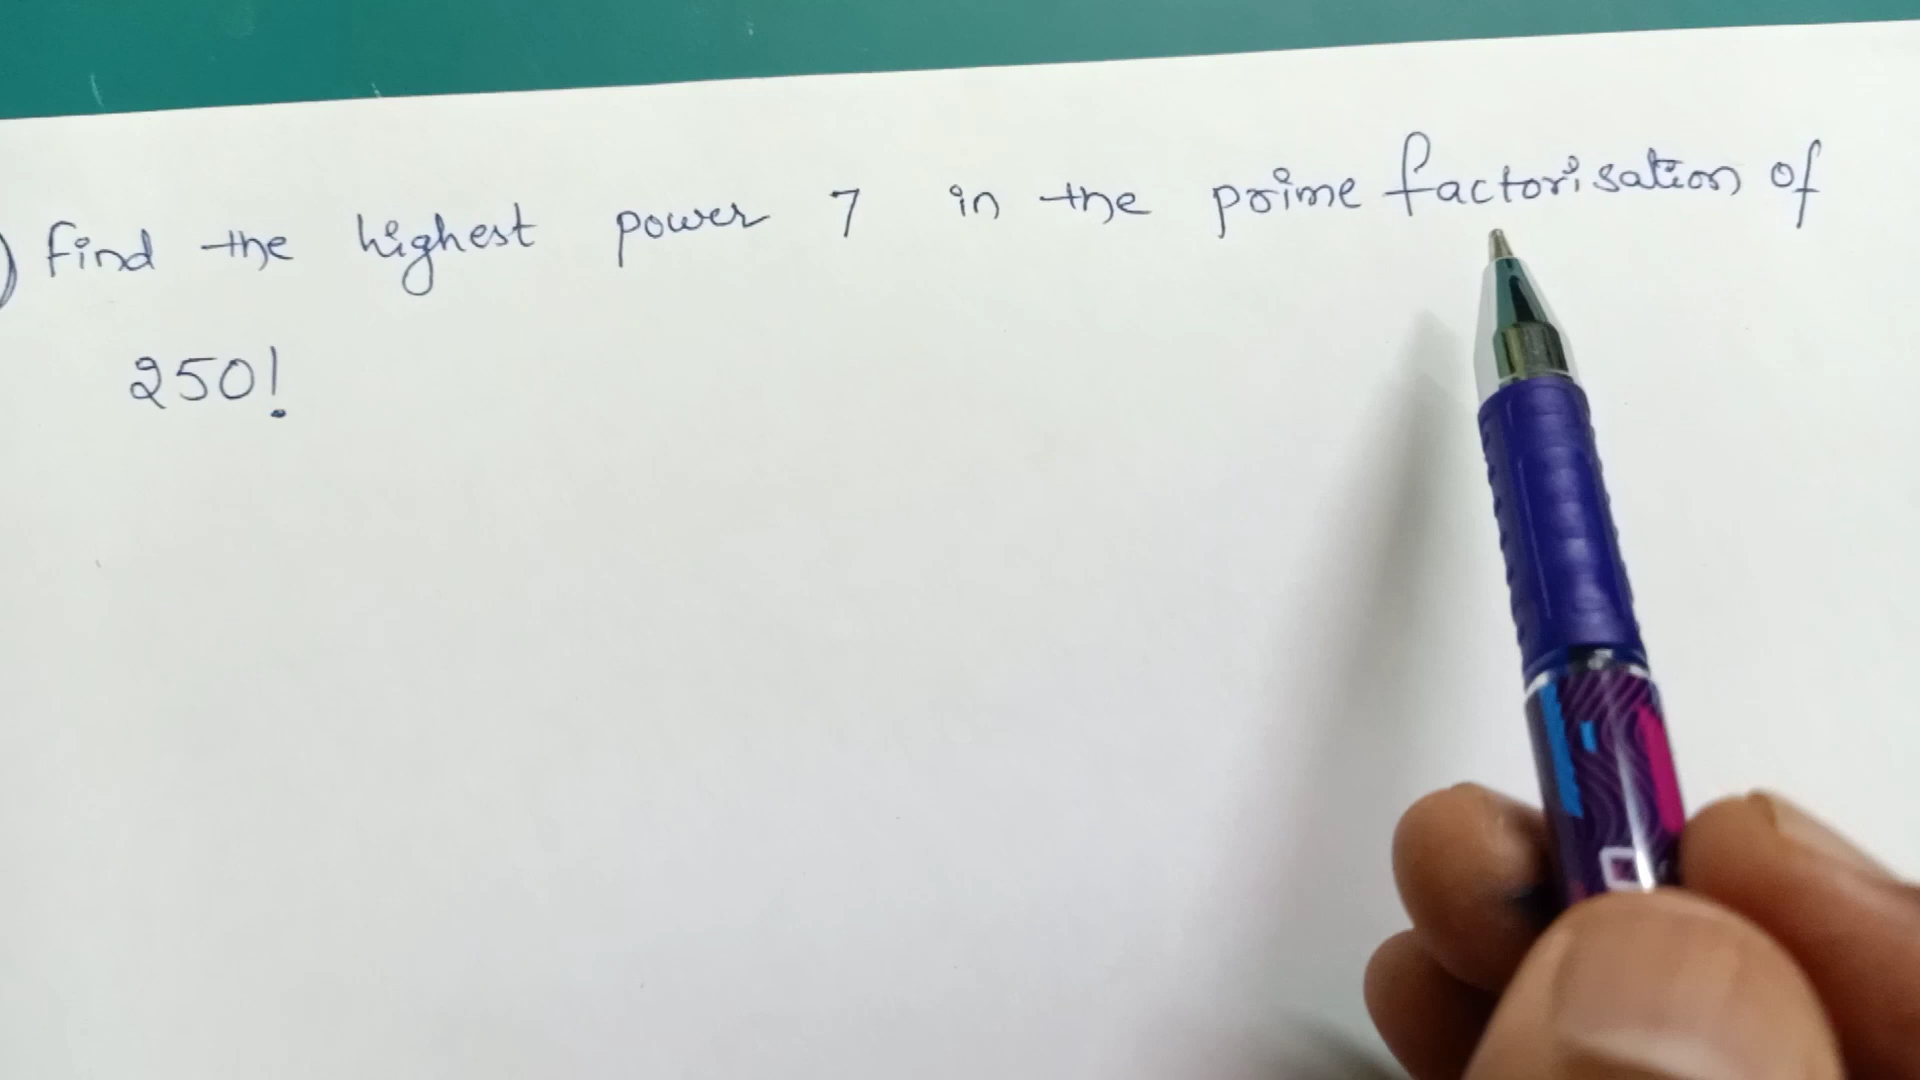 ) Find the highest power 7 in the prime factorisation of
250!